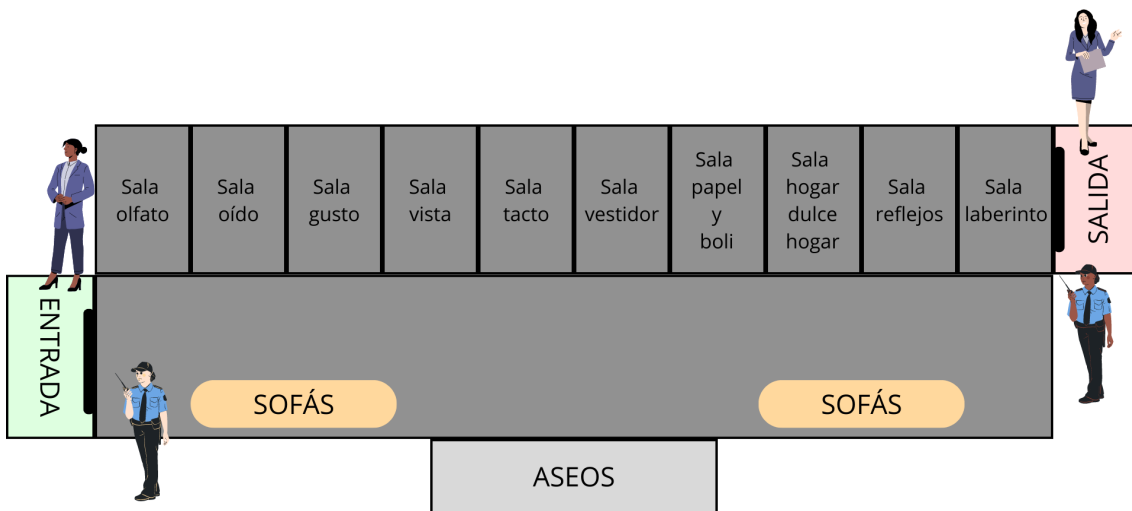 Sala
olfato
Sala
oído
Sala
gusto
Sala
vista
Sala
tacto
Sala
vestidor
Sala
papel
y
boli
Sala
hogar
dulce
hogar
Sala
reflejos
Sala
laberinto
SALIDA
ENTRADA
SOFÁS
SOFÁS
ASEOS